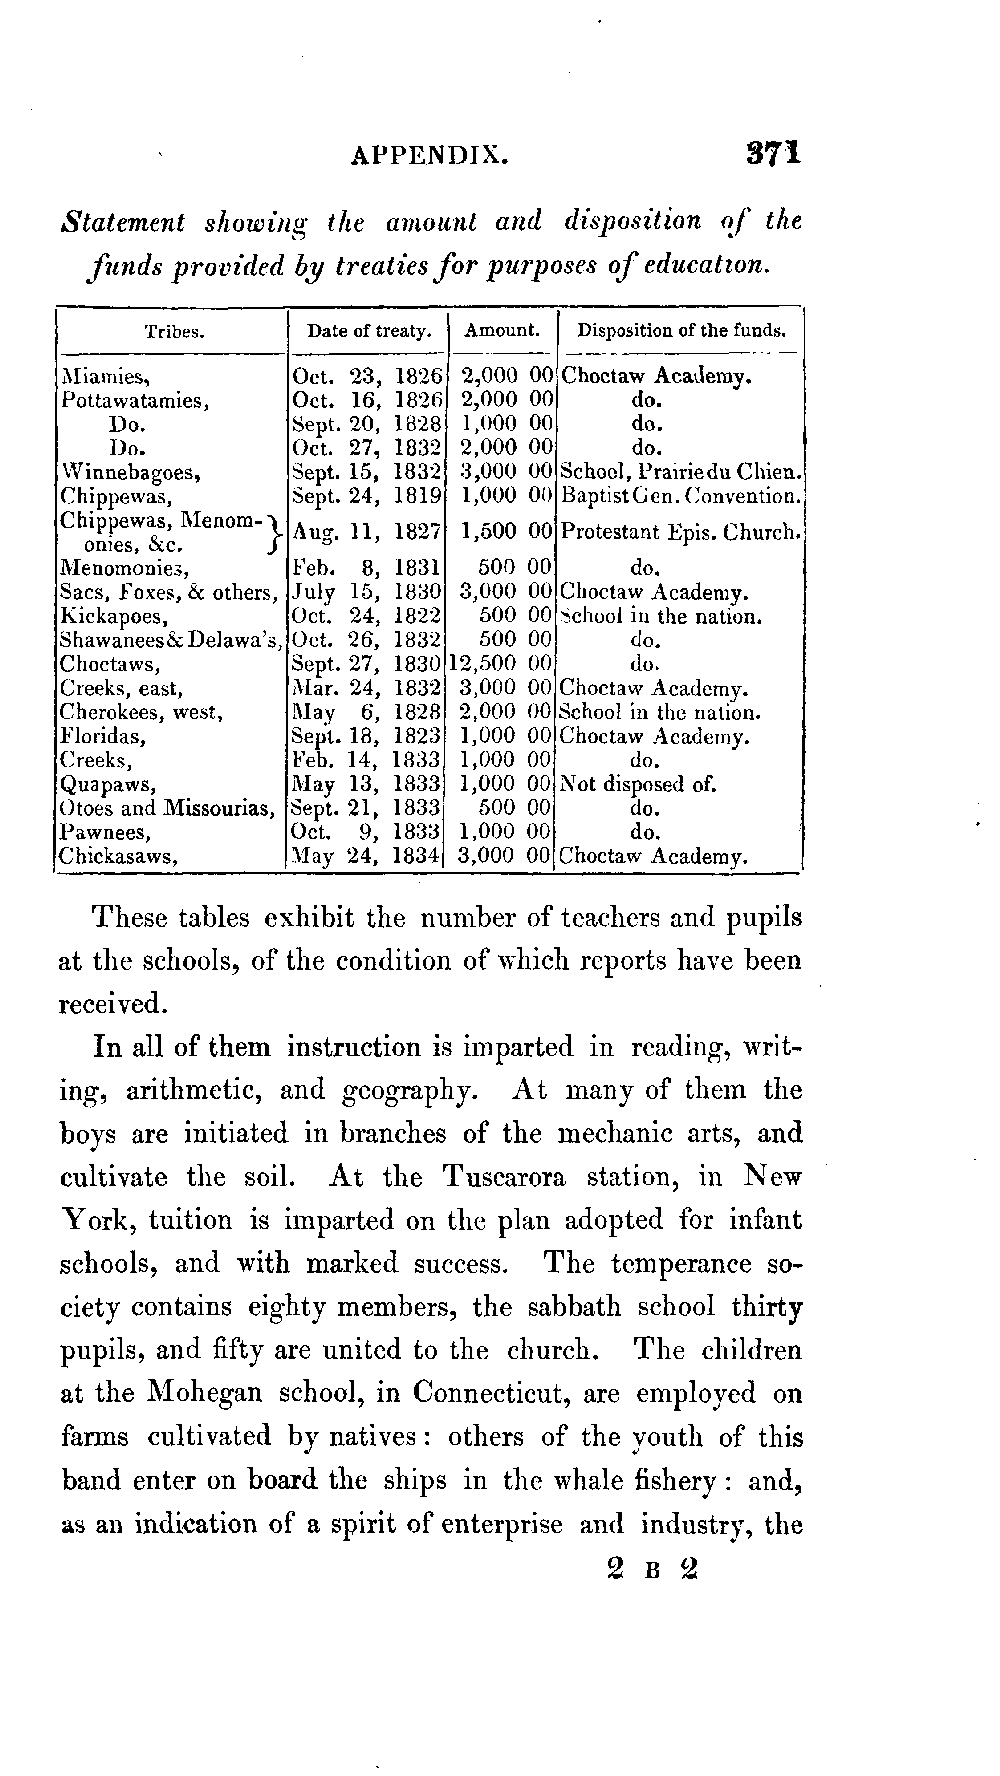 APPENDIX. 371
Statement showing the amount and disposition of the
funds provided by treaties for purposes of education.
Tribes. Date of treaty. Amount. Disposition of the funds.
Miamies, Oct. 23, 1826 2,000 00 Choctaw Academy.
Pottawatamies, Oct. 16, 1826 2,000 00 do.
Do. Sept. 20, 1828 1,000 00 do.
Do. Oct. 27, 1832 2,000 00 do.
Winnebagoes, Sept. 15, 1832 3,000 00 School, Prairie du Chien.
Chippewas, Sept. 24, 1819 1,000 00 Baptist Gen. Convention.
Chippewas, Menom-
onies, &c. } Aug. 11, 1827 1,500 00 Protestant Epis. Church.
Menomonies, Feb. 8, 1831 500 00 do.
Sacs, Foxes, & others, July 15, 1830 3,000 00 Choctaw Academy.
Kickapoes, Oct. 24, 1822 500 00 School in the nation.
Shawanees & Delawa's, Oct. 26, 1832 500 00 do.
Choctaws, Sept. 27, 1830 12,500 00 do.
Creeks, east, Mar. 24, 1832 3,000 00 Choctaw Academy.
Cherokees, west, May 6, 1828 2,000 00 School in the nation.
Floridas, Sept. 18, 1823 1,000 00 Choctaw Academy.
Creeks, Feb. 14, 1833 1,000 00 do.
Quapaws, May 13, 1833 1,000 00 Not disposed of.
Otoes and Missourias, Sept. 21, 1833 500 00 do.
Pawnees, Oct. 9, 1833 1,000 00 do.
Chickasaws, May 24, 1834 3,000 00 Choctaw Academy.
These tables exhibit the number of teachers and pupils
at the schools, of the condition of which reports have been
received.
In all of them instruction is imparted in reading, writ-
ing, arithmetic, and geography. At many of them the
boys are initiated in branches of the mechanic arts, and
cultivate the soil. At the Tuscarora station, in New
York, tuition is imparted on the plan adopted for infant
schools, and with marked success. The temperance so-
ciety contains eighty members, the sabbath school thirty
pupils, and fifty are united to the church. The children
at the Mohegan school, in Connecticut, are employed on
farms cultivated by natives: others of the youth of this
band enter on board the ships in the whale fishery: and,
as an indication of a spirit of enterprise and industry, the
2 B 2